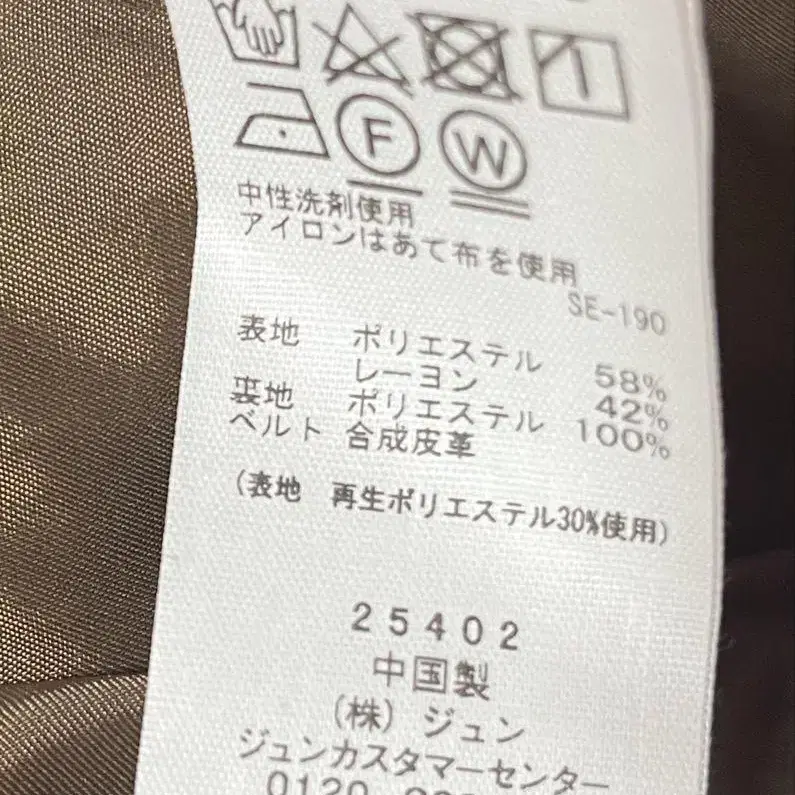 F W
中性洗剤使用
アイロンはあて布を使用
SE-190
表地 ポリエステル 58%
レーヨン 42%
裏地 ポリエステル 100%
ベルト 合成皮革
(表地 再生ポリエステル30%使用)
25402
中国製
(株) ジュン
ジュンカスタマーセンター
0120